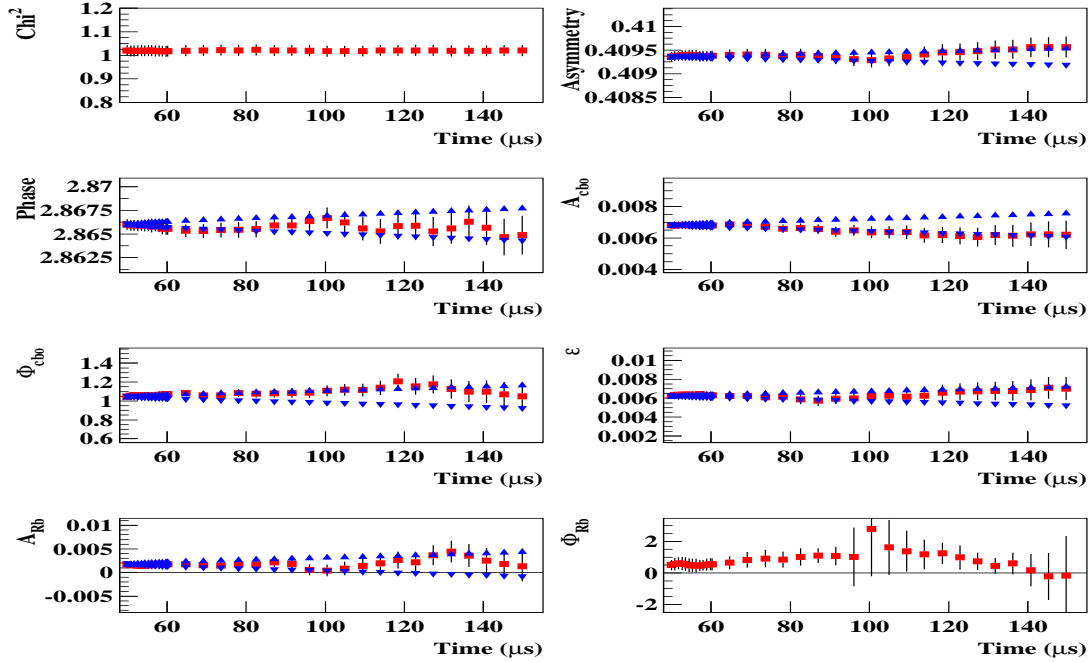 Chi²
1.2
1.1
1
0.9
0.8
60 80 100 120 140
Time (μs)
Asymmetry
0.41
0.4095
0.409
0.4085
60 80 100 120 140
Time (μs)
Phase
2.87
2.8675
2.865
2.8625
60 80 100 120 140
Time (μs)
A_cbo
0.008
0.006
0.004
60 80 100 120 140
Time (μs)
Φ_cbo
1.4
1.2
1
0.8
0.6
60 80 100 120 140
Time (μs)
ε
0.01
0.008
0.006
0.004
0.002
60 80 100 120 140
Time (μs)
A_Rb
0.01
0.005
0
-0.005
60 80 100 120 140
Time (μs)
Φ_Rb
2
0
-2
60 80 100 120 140
Time (μs)